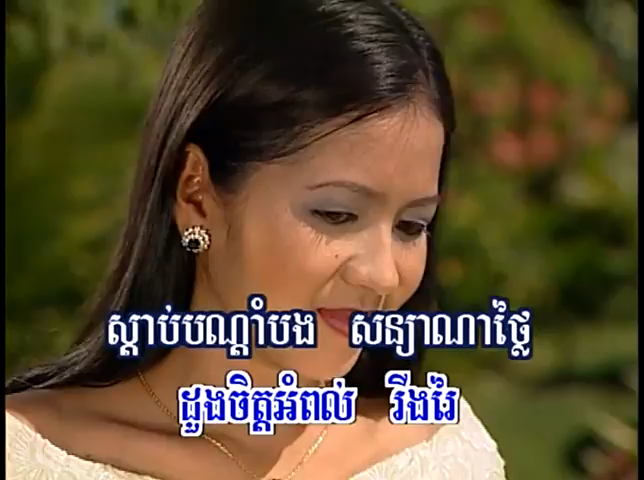 ស្តាប់បណ្តាំបង សន្យាណាថ្លៃ
ដួងចិត្តអំពល់ រីងរៃ